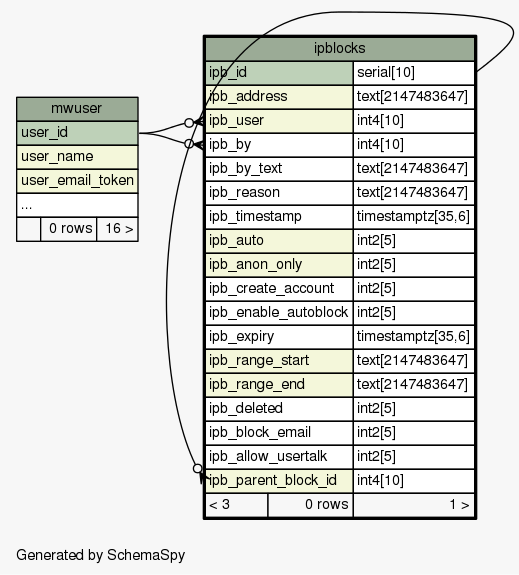 ipblocks
ipb_id serial[10]
ipb_address text[2147483647]
ipb_user int4[10]
ipb_by int4[10]
ipb_by_text text[2147483647]
ipb_reason text[2147483647]
ipb_timestamp timestamptz[35,6]
ipb_auto int2[5]
ipb_anon_only int2[5]
ipb_create_account int2[5]
ipb_enable_autoblock int2[5]
ipb_expiry timestamptz[35,6]
ipb_range_start text[2147483647]
ipb_range_end text[2147483647]
ipb_deleted int2[5]
ipb_block_email int2[5]
ipb_allow_usertalk int2[5]
ipb_parent_block_id int4[10]
< 3 0 rows 1 >
mwuser
user_id
user_name
user_email_token
...
0 rows 16 >
Generated by SchemaSpy